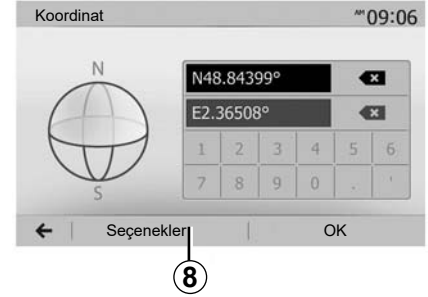 Koordinat AM 09:06
N
S
N48.84399°
E2.36508°
1 2 3 4 5 6
7 8 9 0 . '
Seçenekler OK
8